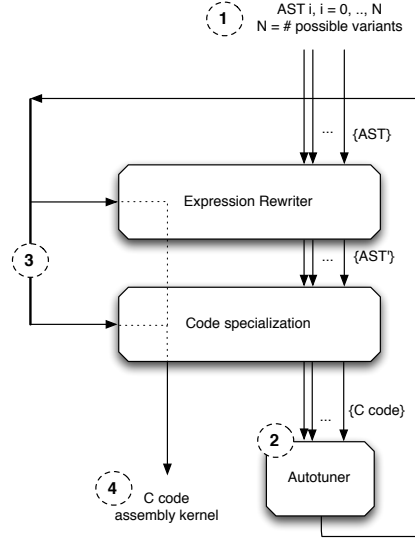 1
AST i, i = 0, .., N
N = # possible variants
...
{AST}
Expression Rewriter
...
{AST'}
3
Code specialization
...
{C code}
2
Autotuner
4
C code
assembly kernel